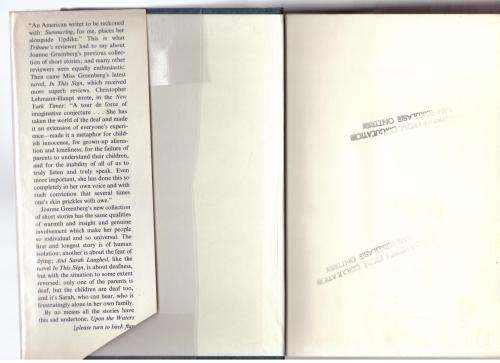 "An American writer to be reckoned
with: Summering, for me, places her
alongside Updike." This is what
Tribune's reviewer had to say about
Joanne Greenberg's previous collec-
tion of short stories; and many other
reviewers were equally enthusiastic.
Then came Miss Greenberg's latest
novel, In This Sign, which received
more superb reviews. Christopher
Lehmann-Haupt wrote, in the New
York Times: "A tour de force of
imaginative conjecture . . . She has
taken the world of the deaf and made
it an extension of everyone's experi-
ence—made it a metaphor for child-
ish innocence, for grown-up aliena-
tion and loneliness, for the failure of
parents to understand their children,
and for the inability of all of us to
truly listen and truly speak. Even
more important, she has done this so
completely in her own voice and with
such conviction that several times
one's skin prickles with awe."
Joanne Greenberg's new collection
of short stories has the same qualities
of warmth and insight and genuine
involvement which make her people
so individual and so universal. The
first and longest story is of human
isolation; another is about the fear of
dying; And Sarah Laughed, like the
novel In This Sign, is about deafness,
but with the situation to some extent
reversed: only one of the parents is
deaf, but the children are deaf too,
and it's Sarah, who can hear, who is
frustratingly alone in her own family.
By no means all the stories have
this sad undertone. Upon the Waters
[please turn to back flap